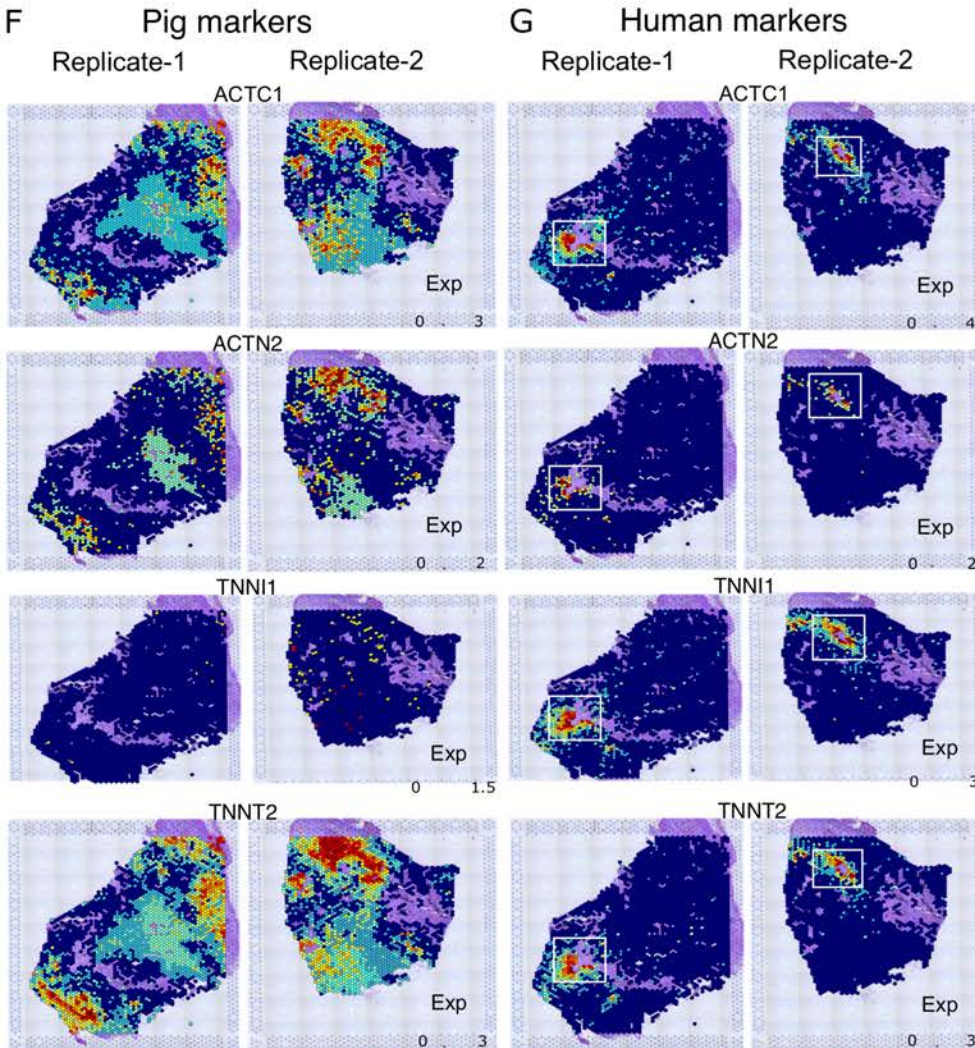 F Pig markers G Human markers
Replicate-1 Replicate-2 Replicate-1 Replicate-2
ACTC1 ACTC1
Exp Exp
0 3 0 4
ACTN2 ACTN2
Exp Exp
0 2 0 2
TNNI1 TNNI1
Exp Exp
0 1.5 0 3
TNNT2 TNNT2
Exp Exp
0 3 0 3